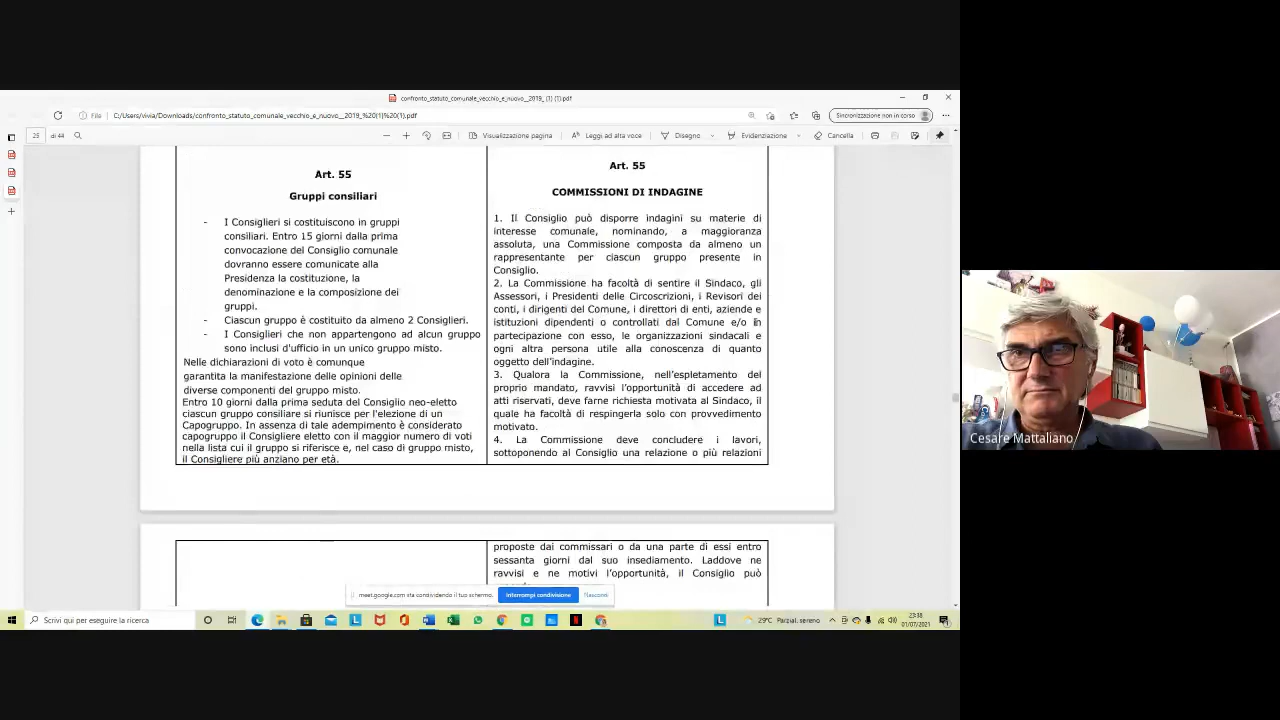 confronto_statuto_comunale_vecchio_e_nuovo__2019_ (1) (1).pdf
File
C:/Users/vivia/Downloads/confronto_statuto_comunale_vecchio_e_nuovo__2019_%20(1)%20(1).pdf
Sincronizzazione non in corso
25 di 44
Visualizzazione pagina
Leggi ad alta voce
Disegno
Evidenziazione
Cancella
Art. 55
Gruppi consiliari
- I Consiglieri si costituiscono in gruppi
consiliari. Entro 15 giorni dalla prima
convocazione del Consiglio comunale
dovranno essere comunicate alla
Presidenza la costituzione, la
denominazione e la composizione dei
gruppi.
- Ciascun gruppo è costituito da almeno 2 Consiglieri.
- I Consiglieri che non appartengono ad alcun gruppo
sono inclusi d'ufficio in un unico gruppo misto.
Nelle dichiarazioni di voto è comunque
garantita la manifestazione delle opinioni delle
diverse componenti del gruppo misto.
Entro 10 giorni dalla prima seduta del Consiglio neo-eletto
ciascun gruppo consiliare si riunisce per l'elezione di un
Capogruppo. In assenza di tale adempimento è considerato
capogruppo il Consigliere eletto con il maggior numero di voti
nella lista cui il gruppo si riferisce e, nel caso di gruppo misto,
il Consigliere più anziano per età.
Art. 55
COMMISSIONI DI INDAGINE
1. Il Consiglio può disporre indagini su materie di
interesse comunale, nominando, a maggioranza
assoluta, una Commissione composta da almeno un
rappresentante per ciascun gruppo presente in
Consiglio.
2. La Commissione ha facoltà di sentire il Sindaco, gli
Assessori, i Presidenti delle Circoscrizioni, i Revisori dei
conti, i dirigenti del Comune, i direttori di enti, aziende e
istituzioni dipendenti o controllati dal Comune e/o in
partecipazione con esso, le organizzazioni sindacali e
ogni altra persona utile alla conoscenza di quanto
oggetto dell'indagine.
3. Qualora la Commissione, nell'espletamento del
proprio mandato, ravvisi l'opportunità di accedere ad
atti riservati, deve farne richiesta motivata al Sindaco, il
quale ha facoltà di respingerla solo con provvedimento
motivato.
4. La Commissione deve concludere i lavori,
sottoponendo al Consiglio una relazione o più relazioni
proposte dai commissari o da una parte di essi entro
sessanta giorni dal suo insediamento. Laddove ne
ravvisi e ne motivi l'opportunità, il Consiglio può
meet.google.com sta condividendo il tuo schermo.
Interrompi condivisione
Nascondi
Scrivi qui per eseguire la ricerca
29°C Parzial. sereno
23:18
01/07/2021
Cesare Mattaliano